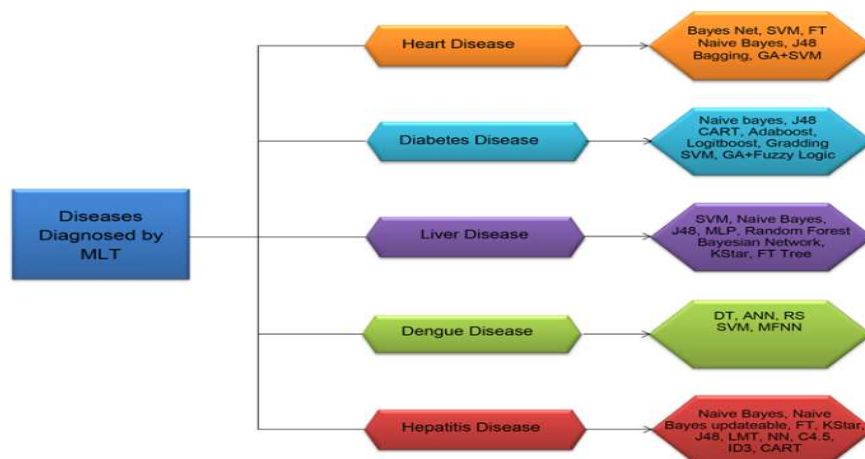 Diseases
Diagnosed by
MLT
Heart Disease
Bayes Net, SVM, FT
Naive Bayes, J48
Bagging, GA+SVM
Diabetes Disease
Naive bayes, J48
CART, Adaboost,
Logitboost, Gradding
SVM, GA+Fuzzy Logic
Liver Disease
SVM, Naive Bayes,
J48, MLP, Random Forest
Bayesian Network,
KStar, FT Tree
Dengue Disease
DT, ANN, RS
SVM, MFNN
Hepatitis Disease
Naive Bayes, Naive
Bayes updateable, FT, KStar,
J48, LMT, NN, C4.5,
ID3, CART